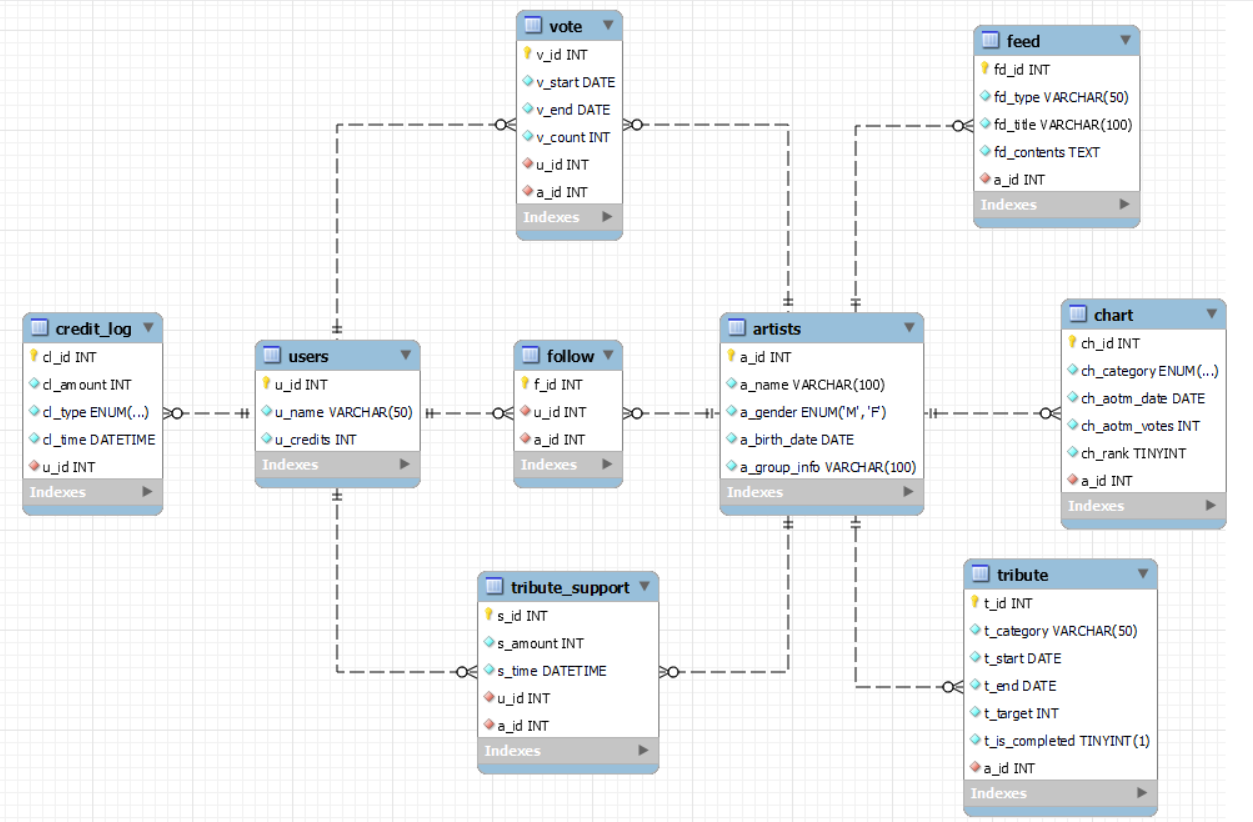 vote
v_id INT
v_start DATE
v_end DATE
v_count INT
u_id INT
a_id INT
Indexes
feed
fd_id INT
fd_type VARCHAR(50)
fd_title VARCHAR(100)
fd_contents TEXT
a_id INT
Indexes
credit_log
cl_id INT
cl_amount INT
cl_type ENUM(...)
cl_time DATETIME
u_id INT
Indexes
users
u_id INT
u_name VARCHAR(50)
u_credits INT
Indexes
follow
f_id INT
u_id INT
a_id INT
Indexes
artists
a_id INT
a_name VARCHAR(100)
a_gender ENUM('M', 'F')
a_birth_date DATE
a_group_info VARCHAR(100)
Indexes
chart
ch_id INT
ch_category ENUM(...)
ch_aotm_date DATE
ch_aotm_votes INT
ch_rank TINYINT
a_id INT
Indexes
tribute_support
s_id INT
s_amount INT
s_time DATETIME
u_id INT
a_id INT
Indexes
tribute
t_id INT
t_category VARCHAR(50)
t_start DATE
t_end DATE
t_target INT
t_is_completed TINYINT(1)
a_id INT
Indexes